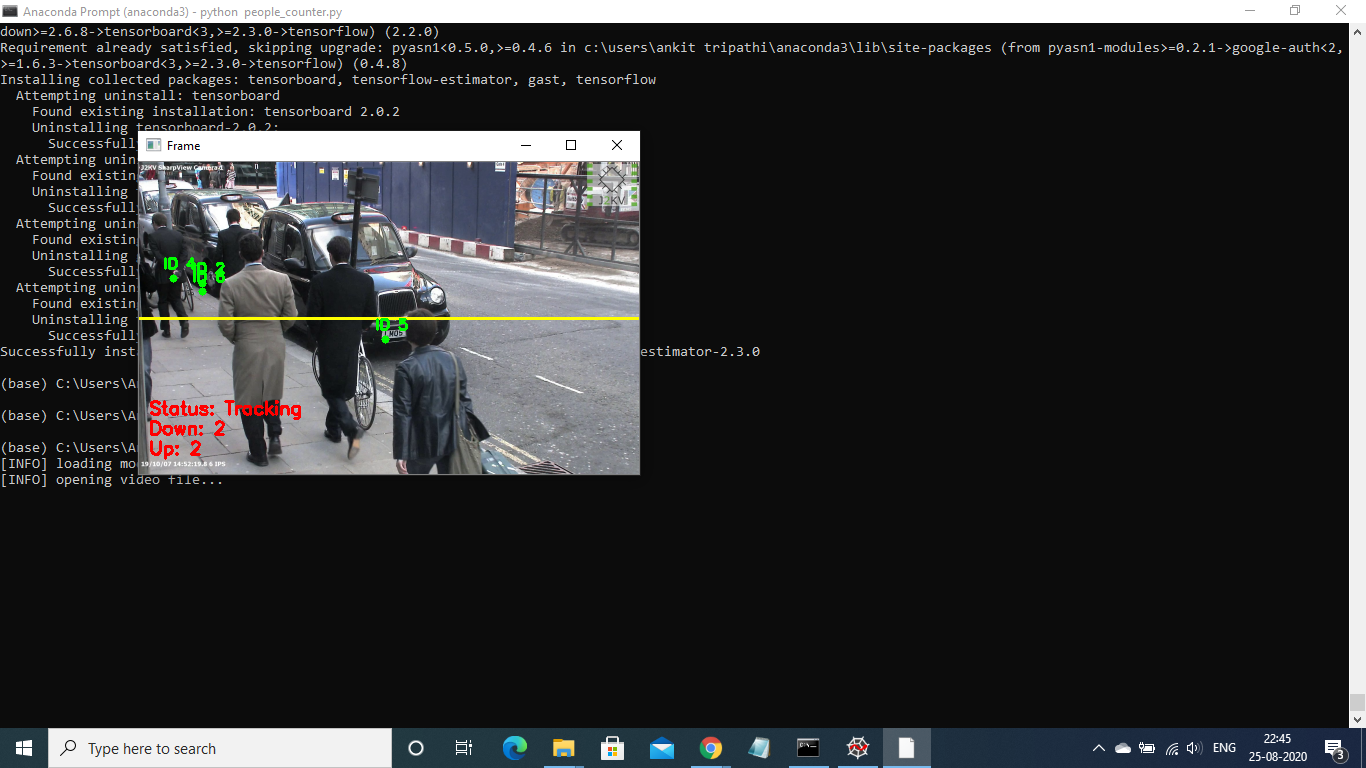 Anaconda Prompt (anaconda3) - python people_counter.py
down>=2.6.8->tensorboard<3,>=2.3.0->tensorflow) (2.2.0)
Requirement already satisfied, skipping upgrade: pyasn1<0.5.0,>=0.4.6 in c:\users\ankit tripathi\anaconda3\lib\site-packages (from pyasn1-modules>=0.2.1->google-auth<2,
>=1.6.3->tensorboard<3,>=2.3.0->tensorflow) (0.4.8)
Installing collected packages: tensorboard, tensorflow-estimator, gast, tensorflow
Attempting uninstall: tensorboard
Found existing installation: tensorboard 2.0.2
Uninstalling tensorboard-2.0.2:
Successfull
Attempting unin
Found existin
Uninstalling
Successfull
Attempting unin
Found existin
Uninstalling
Successfull
Attempting unin
Found existin
Uninstalling
Successfull
Successfully inst
estimator-2.3.0
(base) C:\Users\A
(base) C:\Users\A
(base) C:\Users\A
[INFO] loading mo
[INFO] opening video file...
Frame
J2KV SkarpView Camera 1
J2KV
ID 4
ID 2
ID 5
Status: Tracking
Down: 2
Up: 2
19/10/07 14:52:19.8 6 IPS
Type here to search
ENG
22:45
25-08-2020
3